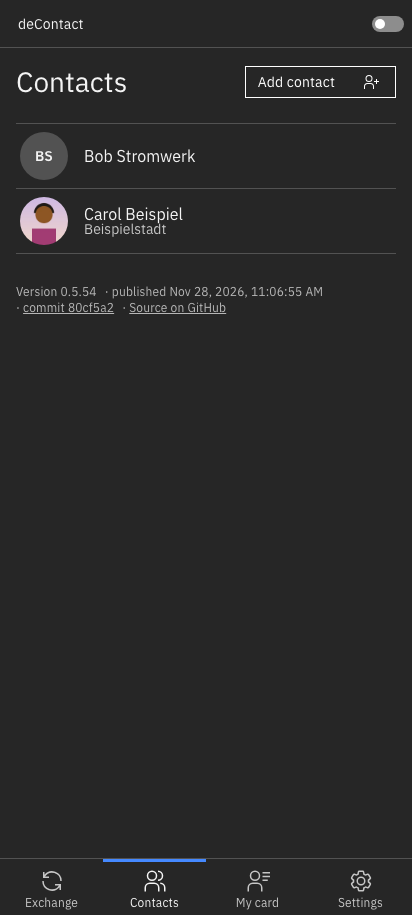 deContact
Contacts
Add contact
BS
Bob Stromwerk
Carol Beispiel
Beispielstadt
Version 0.5.54 · published Nov 28, 2026, 11:06:55 AM
· commit 80cf5a2 · Source on GitHub
Exchange
Contacts
My card
Settings